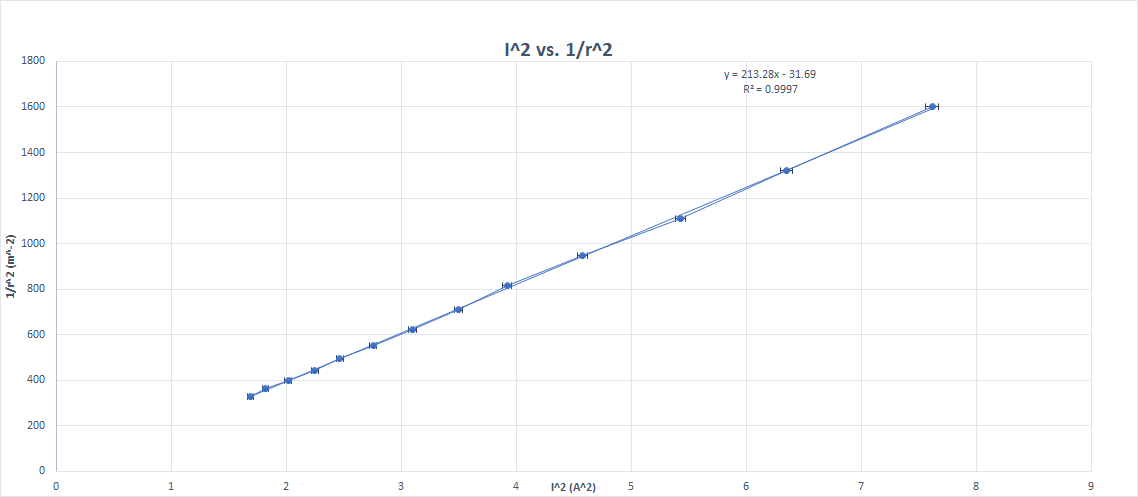 I^2 vs. 1/r^2
y = 213.28x - 31.69
R² = 0.9997
1800
1600
1400
1200
1000
800
600
400
200
0
1/r^2 (m^-2)
0 1 2 3 4 5 6 7 8 9
I^2 (A^2)